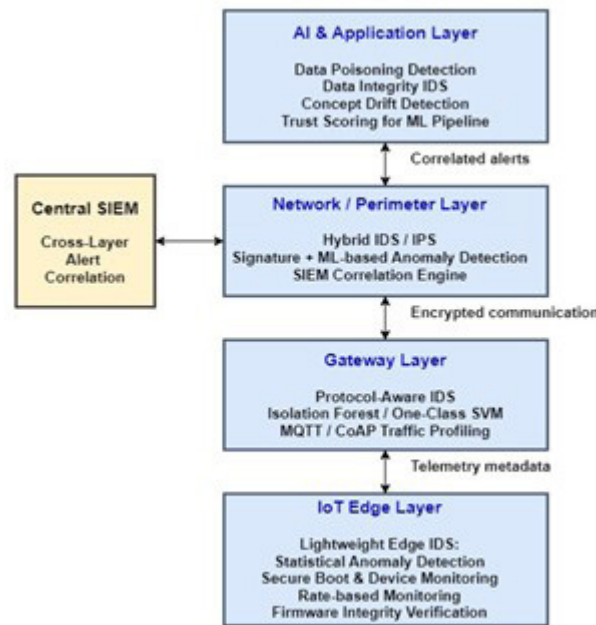 AI & Application Layer
Data Poisoning Detection
Data Integrity IDS
Concept Drift Detection
Trust Scoring for ML Pipeline
Correlated alerts
Central SIEM
Cross-Layer
Alert
Correlation
Network / Perimeter Layer
Hybrid IDS / IPS
Signature + ML-based Anomaly Detection
SIEM Correlation Engine
Encrypted communication
Gateway Layer
Protocol-Aware IDS
Isolation Forest / One-Class SVM
MQTT / CoAP Traffic Profiling
Telemetry metadata
IoT Edge Layer
Lightweight Edge IDS:
Statistical Anomaly Detection
Secure Boot & Device Monitoring
Rate-based Monitoring
Firmware Integrity Verification